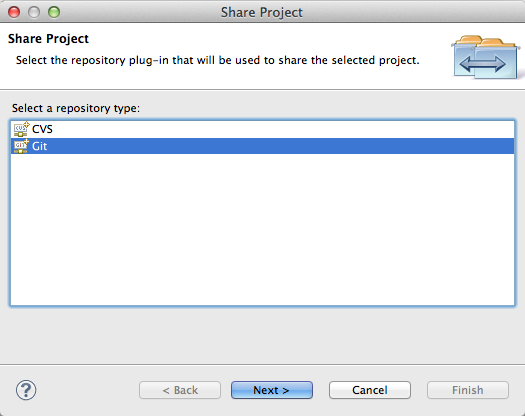 Share Project
Share Project
Select the repository plug-in that will be used to share the selected project.
Select a repository type:
CVS
Git
?
< Back
Next >
Cancel
Finish